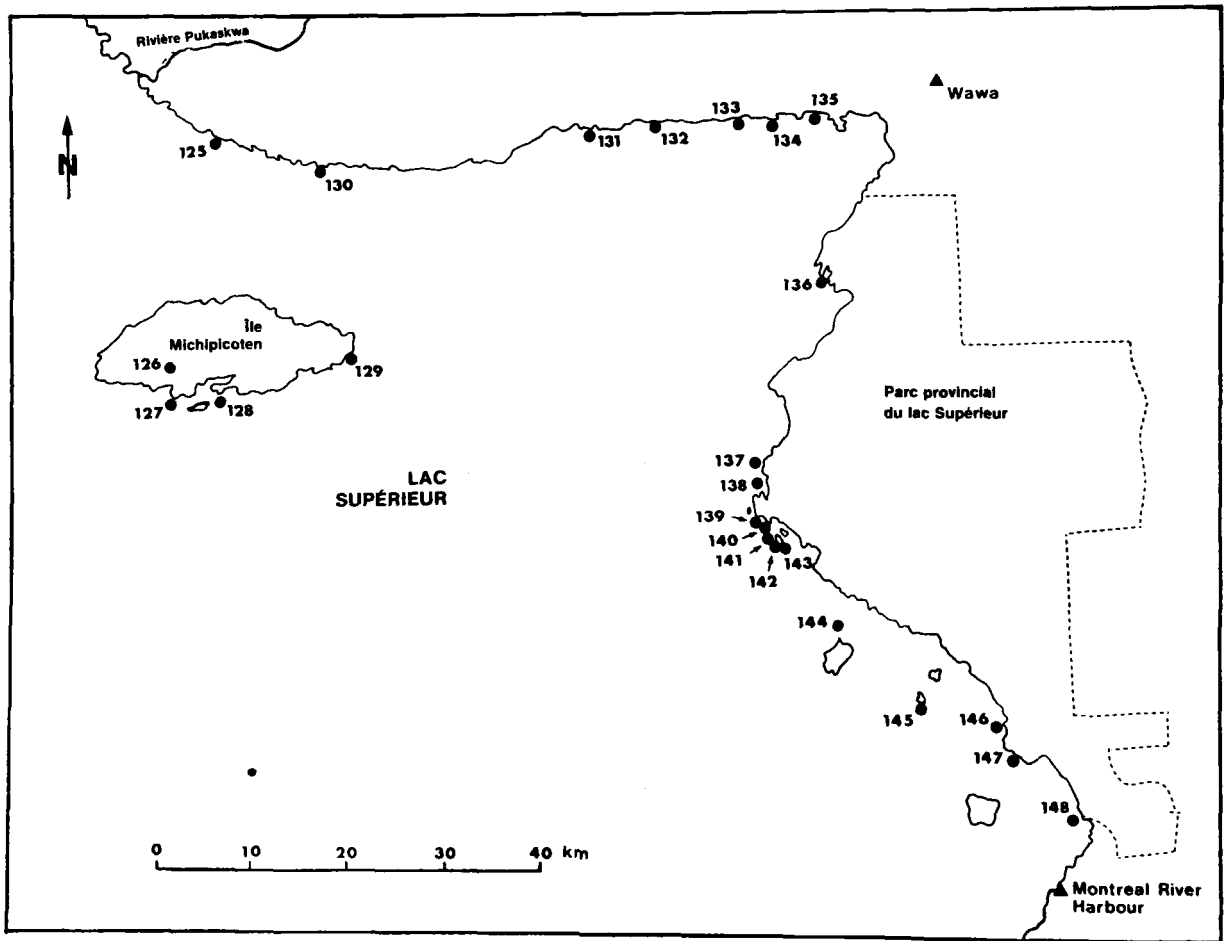 Rivière Pukaskwa
Wawa
N
125
130
131
132
133
134
135
136
Île
Michipicoten
126
127
128
129
Parc provincial
du lac Supérieur
LAC
SUPÉRIEUR
137
138
139
140
141
142
143
144
145
146
147
148
0 10 20 30 40 km
Montreal River
Harbour